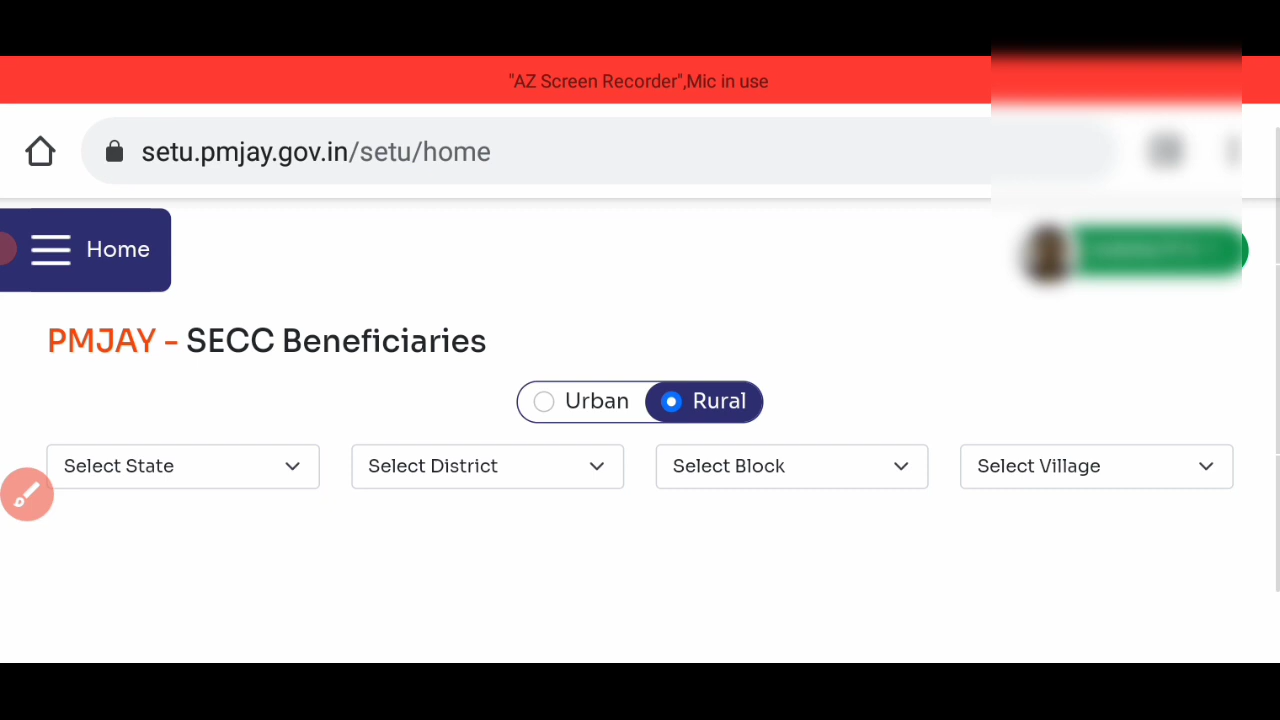 "AZ Screen Recorder",Mic in use
setu.pmjay.gov.in/setu/home
Home
PMJAY - SECC Beneficiaries
Urban Rural
Select State Select District Select Block Select Village